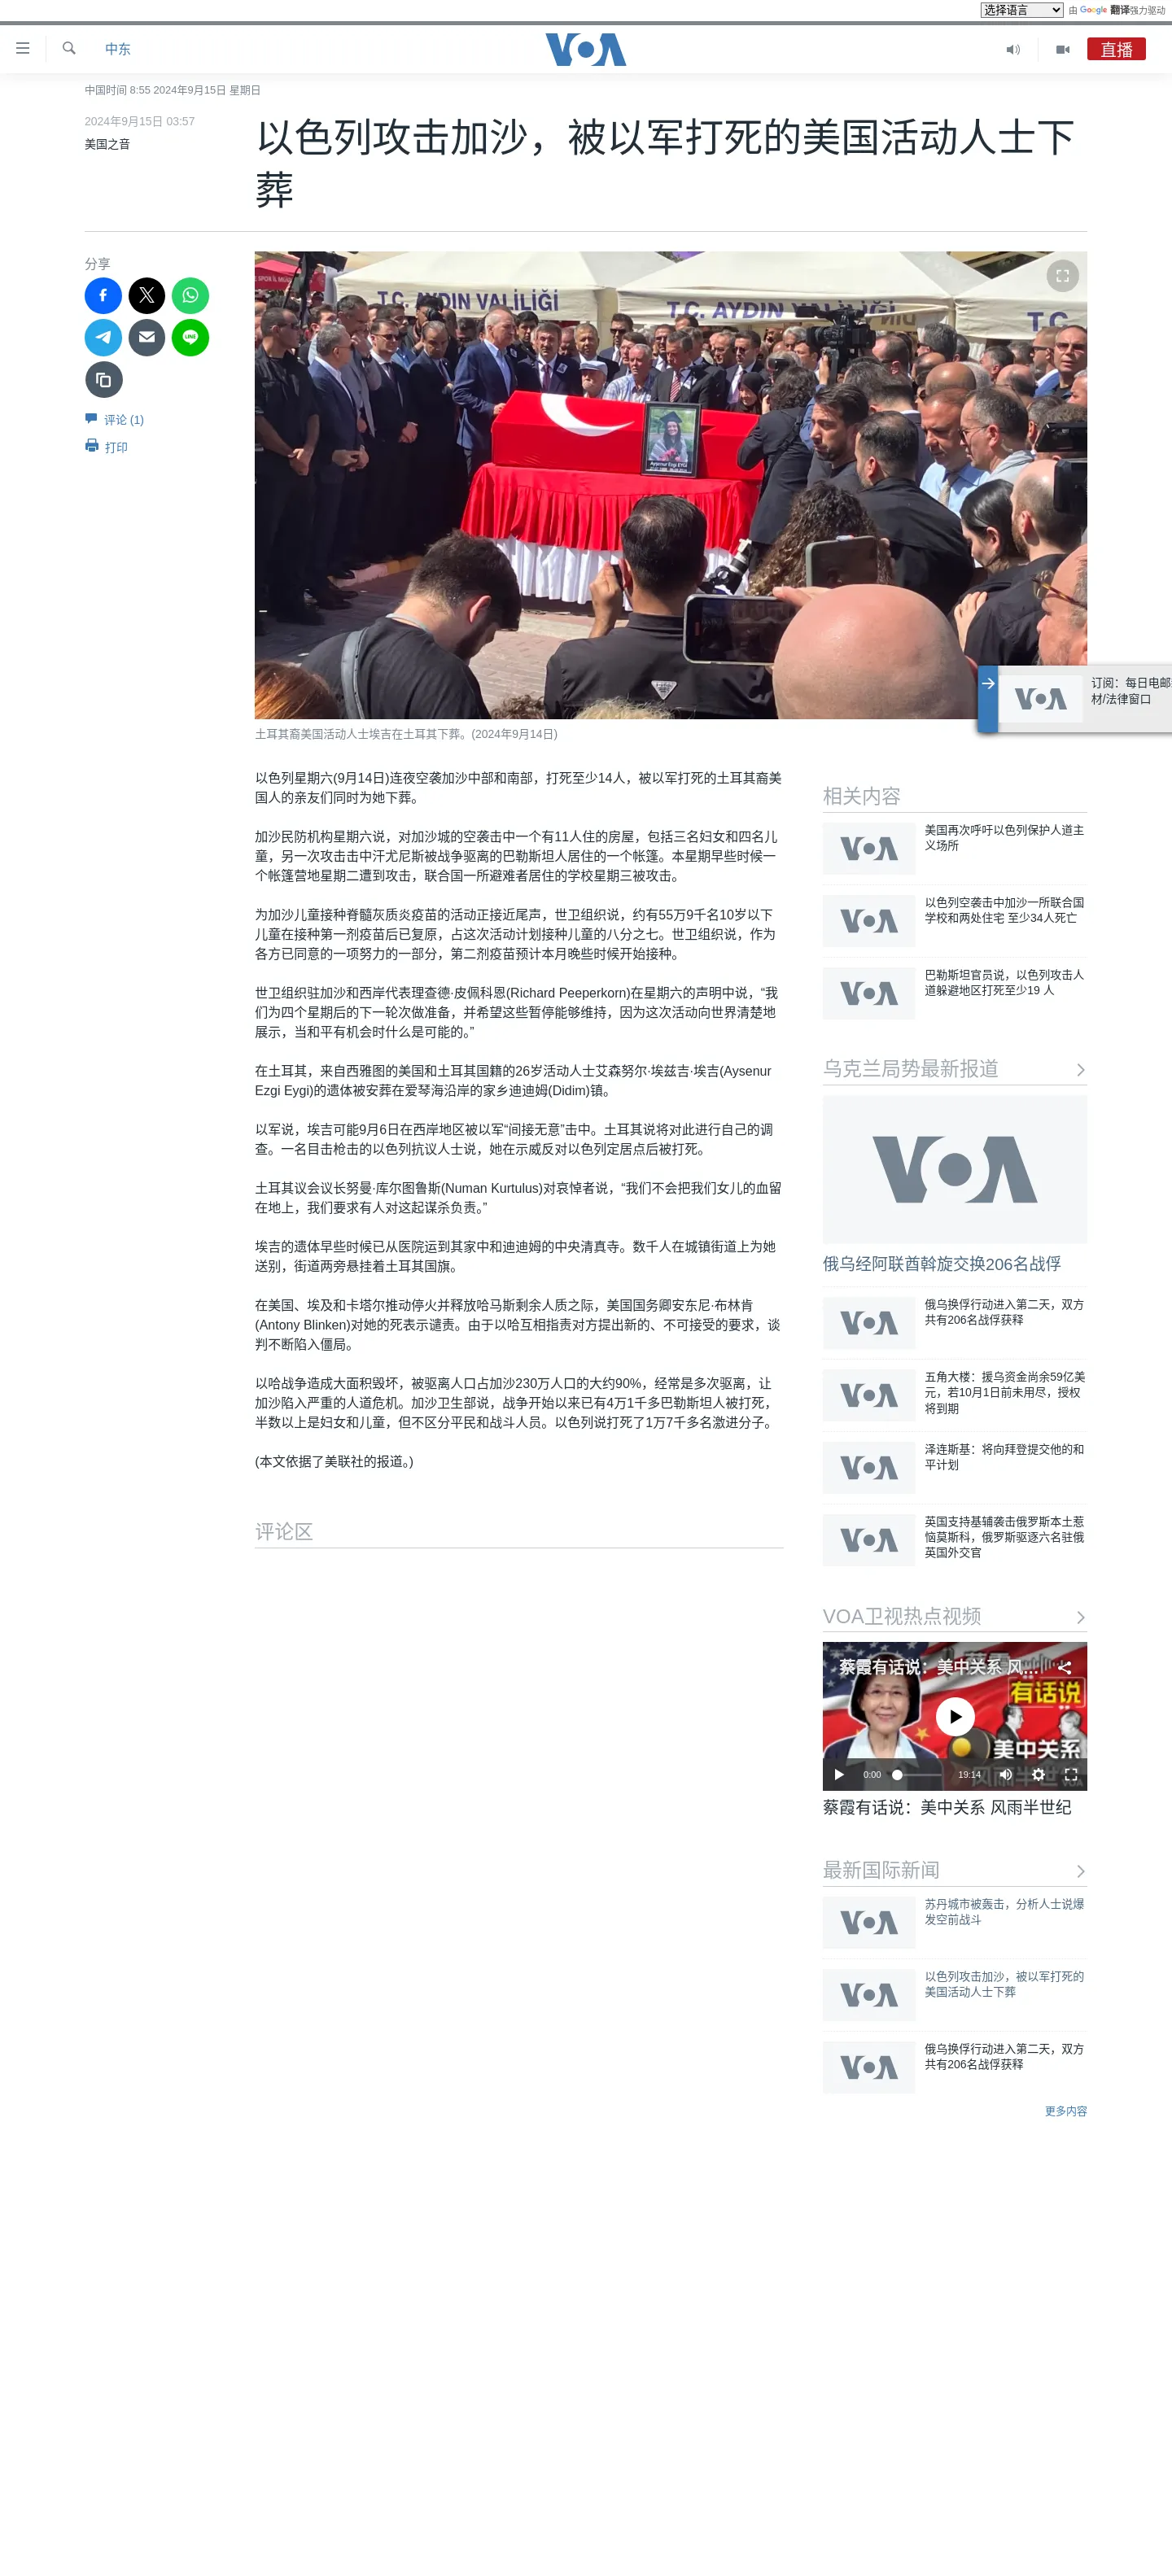 选择语言
由 Google 翻译强力驱动
中东
VOA
直播
中国时间 8:55 2024年9月15日 星期日
2024年9月15日 03:57
美国之音
以色列攻击加沙，被以军打死的美国活动人士下
葬
分享
评论 (1)
打印
T.C. AYDIN VALİLİĞİ
T.C. AYDIN VALİLİĞİ
T.C.
土耳其裔美国活动人士埃吉在土耳其下葬。(2024年9月14日)
订阅：每日电邮
材/法律窗口
以色列星期六(9月14日)连夜空袭加沙中部和南部，打死至少14人，被以军打死的土耳其裔美
国人的亲友们同时为她下葬。
加沙民防机构星期六说，对加沙城的空袭击中一个有11人住的房屋，包括三名妇女和四名儿
童，另一次攻击击中汗尤尼斯被战争驱离的巴勒斯坦人居住的一个帐篷。本星期早些时候一
个帐篷营地星期二遭到攻击，联合国一所避难者居住的学校星期三被攻击。
为加沙儿童接种脊髓灰质炎疫苗的活动正接近尾声，世卫组织说，约有55万9千名10岁以下
儿童在接种第一剂疫苗后已复原，占这次活动计划接种儿童的八分之七。世卫组织说，作为
各方已同意的一项努力的一部分，第二剂疫苗预计本月晚些时候开始接种。
世卫组织驻加沙和西岸代表理查德·皮佩科恩(Richard Peeperkorn)在星期六的声明中说，“我
们为四个星期后的下一轮次做准备，并希望这些暂停能够维持，因为这次活动向世界清楚地
展示，当和平有机会时什么是可能的。”
在土耳其，来自西雅图的美国和土耳其国籍的26岁活动人士艾森努尔·埃兹吉·埃吉(Aysenur
Ezgi Eygi)的遗体被安葬在爱琴海沿岸的家乡迪迪姆(Didim)镇。
以军说，埃吉可能9月6日在西岸地区被以军“间接无意”击中。土耳其说将对此进行自己的调
查。一名目击枪击的以色列抗议人士说，她在示威反对以色列定居点后被打死。
土耳其议会议长努曼·库尔图鲁斯(Numan Kurtulus)对哀悼者说，“我们不会把我们女儿的血留
在地上，我们要求有人对这起谋杀负责。”
埃吉的遗体早些时候已从医院运到其家中和迪迪姆的中央清真寺。数千人在城镇街道上为她
送别，街道两旁悬挂着土耳其国旗。
在美国、埃及和卡塔尔推动停火并释放哈马斯剩余人质之际，美国国务卿安东尼·布林肯
(Antony Blinken)对她的死表示谴责。由于以哈互相指责对方提出新的、不可接受的要求，谈
判不断陷入僵局。
以哈战争造成大面积毁坏，被驱离人口占加沙230万人口的大约90%，经常是多次驱离，让
加沙陷入严重的人道危机。加沙卫生部说，战争开始以来已有4万1千多巴勒斯坦人被打死，
半数以上是妇女和儿童，但不区分平民和战斗人员。以色列说打死了1万7千多名激进分子。
(本文依据了美联社的报道。)
评论区
相关内容
美国再次呼吁以色列保护人道主
义场所
以色列空袭击中加沙一所联合国
学校和两处住宅 至少34人死亡
巴勒斯坦官员说，以色列攻击人
道躲避地区打死至少19 人
乌克兰局势最新报道
VOA
俄乌经阿联酋斡旋交换206名战俘
俄乌换俘行动进入第二天，双方
共有206名战俘获释
五角大楼：援乌资金尚余59亿美
元，若10月1日前未用尽，授权
将到期
泽连斯基：将向拜登提交他的和
平计划
英国支持基辅袭击俄罗斯本土惹
恼莫斯科，俄罗斯驱逐六名驻俄
英国外交官
VOA卫视热点视频
蔡霞有话说：美中关系 风...
有话说
美中关系
0:00
19:14
蔡霞有话说：美中关系 风雨半世纪
最新国际新闻
苏丹城市被轰击，分析人士说爆
发空前战斗
以色列攻击加沙，被以军打死的
美国活动人士下葬
俄乌换俘行动进入第二天，双方
共有206名战俘获释
更多内容